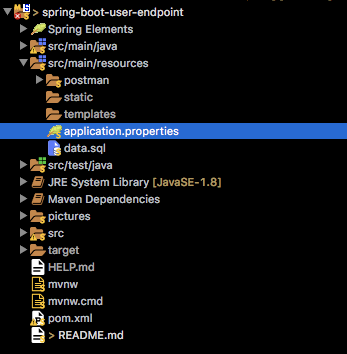 > spring-boot-user-endpoint
Spring Elements
src/main/java
src/main/resources
postman
static
templates
application.properties
data.sql
src/test/java
JRE System Library [JavaSE-1.8]
Maven Dependencies
pictures
src
target
HELP.md
mvnw
mvnw.cmd
pom.xml
> README.md